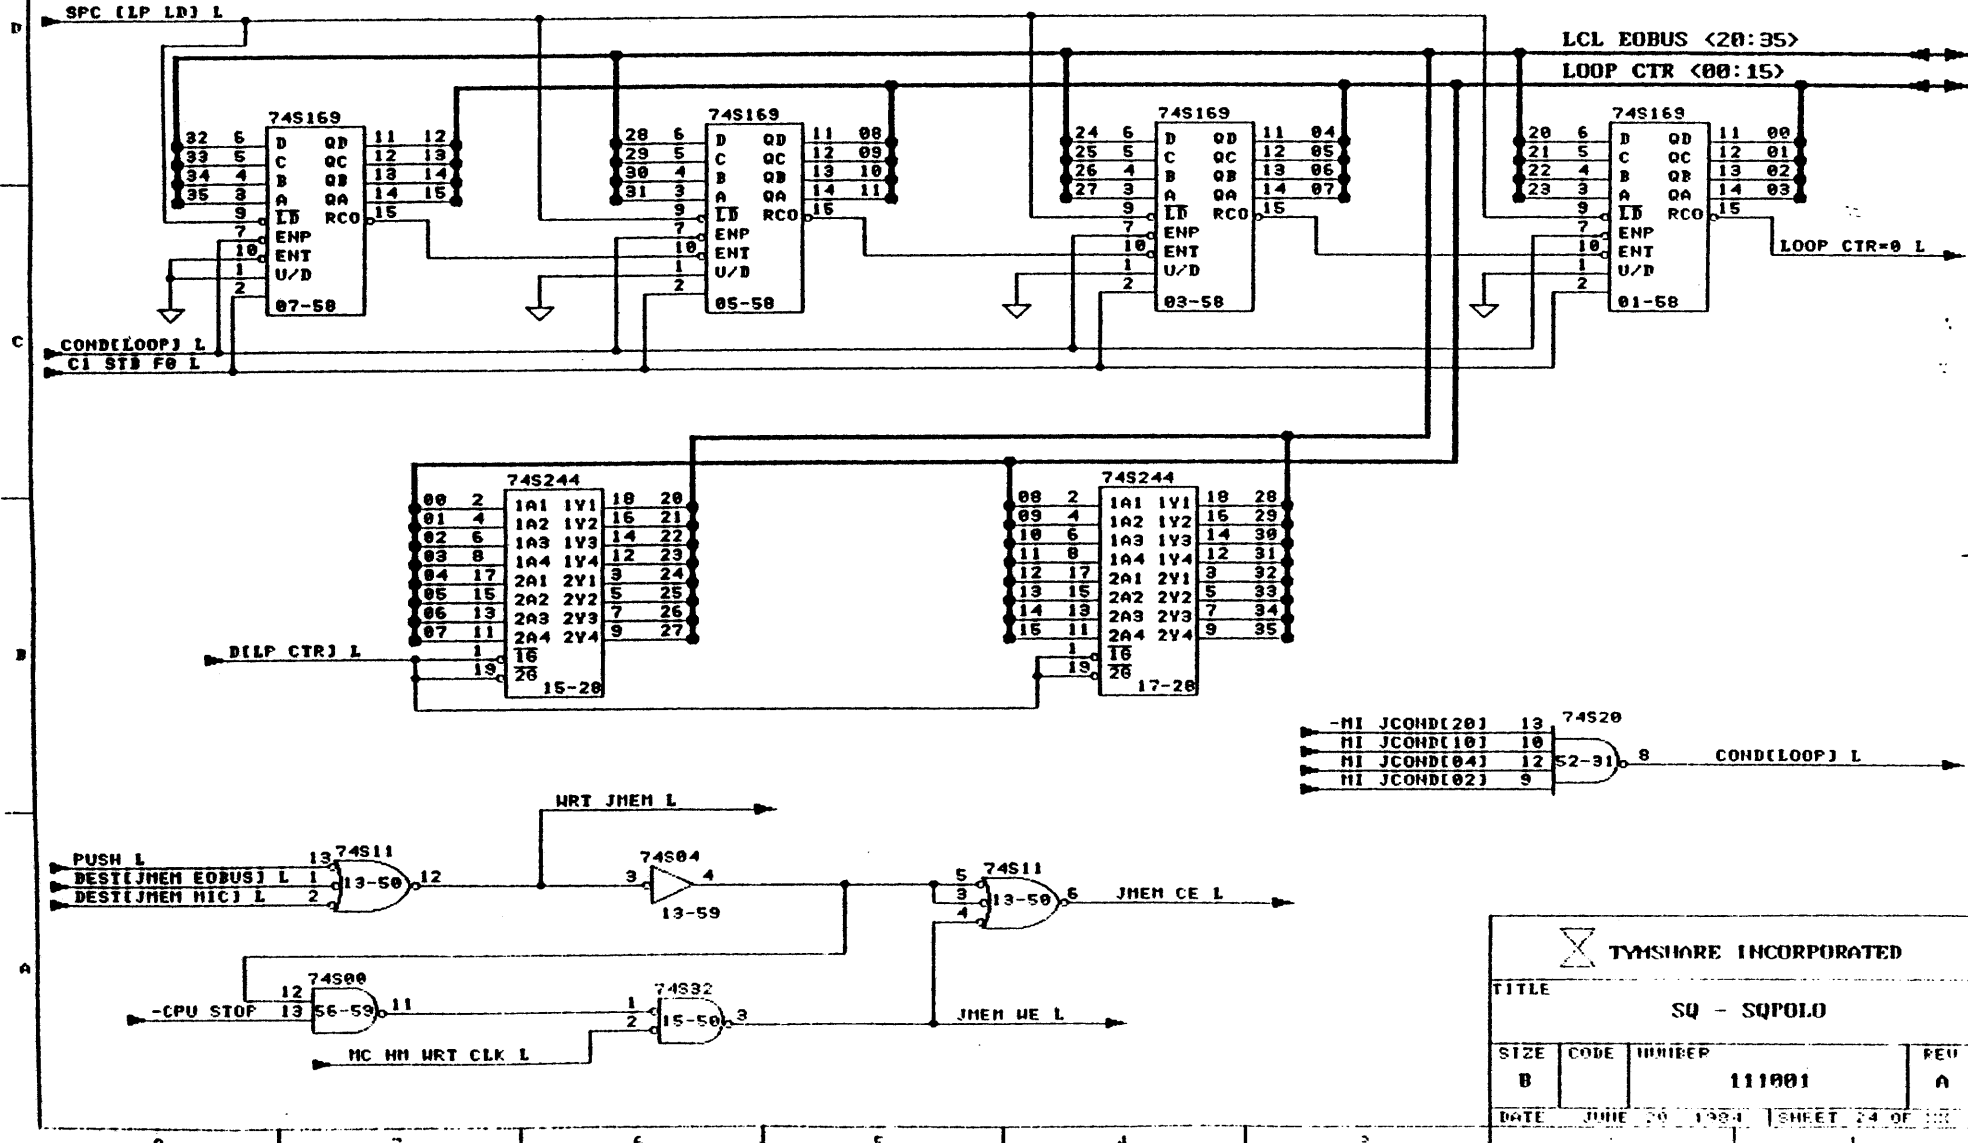 D
SPC [LP LD] L
LCL EOBUS <20:35>
LOOP CTR <00:15>
74S169
32 6 D QD 11 12
33 5 C QC 12 13
34 4 B QB 13 14
35 3 A QA 14 15
9 LD RCO 15
7 ENP
10 ENT
1 U/D
2
07-58
74S169
28 6 D QD 11 08
29 5 C QC 12 09
30 4 B QB 13 10
31 3 A QA 14 11
9 LD RCO 15
7 ENP
10 ENT
1 U/D
2
05-58
74S169
24 6 D QD 11 04
25 5 C QC 12 05
26 4 B QB 13 06
27 3 A QA 14 07
9 LD RCO 15
7 ENP
10 ENT
1 U/D
2
03-58
74S169
20 6 D QD 11 00
21 5 C QC 12 01
22 4 B QB 13 02
23 3 A QA 14 03
9 LD RCO 15
7 ENP
10 ENT
1 U/D
2
01-58
LOOP CTR=0 L
C
COND[LOOP] L
C1 STB F0 L
74S244
00 2 1A1 1Y1 18 20
01 4 1A2 1Y2 16 21
02 6 1A3 1Y3 14 22
03 8 1A4 1Y4 12 23
04 17 2A1 2Y1 3 24
05 15 2A2 2Y2 5 25
06 13 2A3 2Y3 7 26
07 11 2A4 2Y4 9 27
1 1G
19 2G
15-20
74S244
08 2 1A1 1Y1 18 28
09 4 1A2 1Y2 16 29
10 6 1A3 1Y3 14 30
11 8 1A4 1Y4 12 31
12 17 2A1 2Y1 3 32
13 15 2A2 2Y2 5 33
14 13 2A3 2Y3 7 34
15 11 2A4 2Y4 9 35
1 1G
19 2G
17-20
B
D[LP CTR] L
74S20
-MI JCOND[20] 13
MI JCOND[10] 10
MI JCOND[04] 12
MI JCOND[02] 9
52-31
8
COND[LOOP] L
WRT JMEM L
PUSH L 13
DEST[JMEM EOBUS] L 1
DEST[JMEM MIC] L 2
74S11
13-50
12
74S04
3 4
13-59
74S11
5
3
4
13-50
6
JMEM CE L
A
74S00
12
-CPU STOP 13
56-59
11
74S32
1
2
15-50
3
JMEM WE L
MC HM WRT CLK L
TYMSHARE INCORPORATED
TITLE
SQ - SQPOLO
SIZE CODE NUMBER REV
B 111001 A
DATE JUNE 1984 SHEET 24 OF